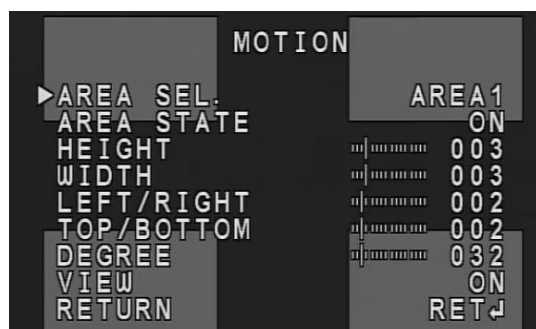 MOTION
AREA SEL. AREA1
AREA STATE ON
HEIGHT 003
WIDTH 003
LEFT/RIGHT 002
TOP/BOTTOM 002
DEGREE 032
VIEW ON
RETURN RET↲